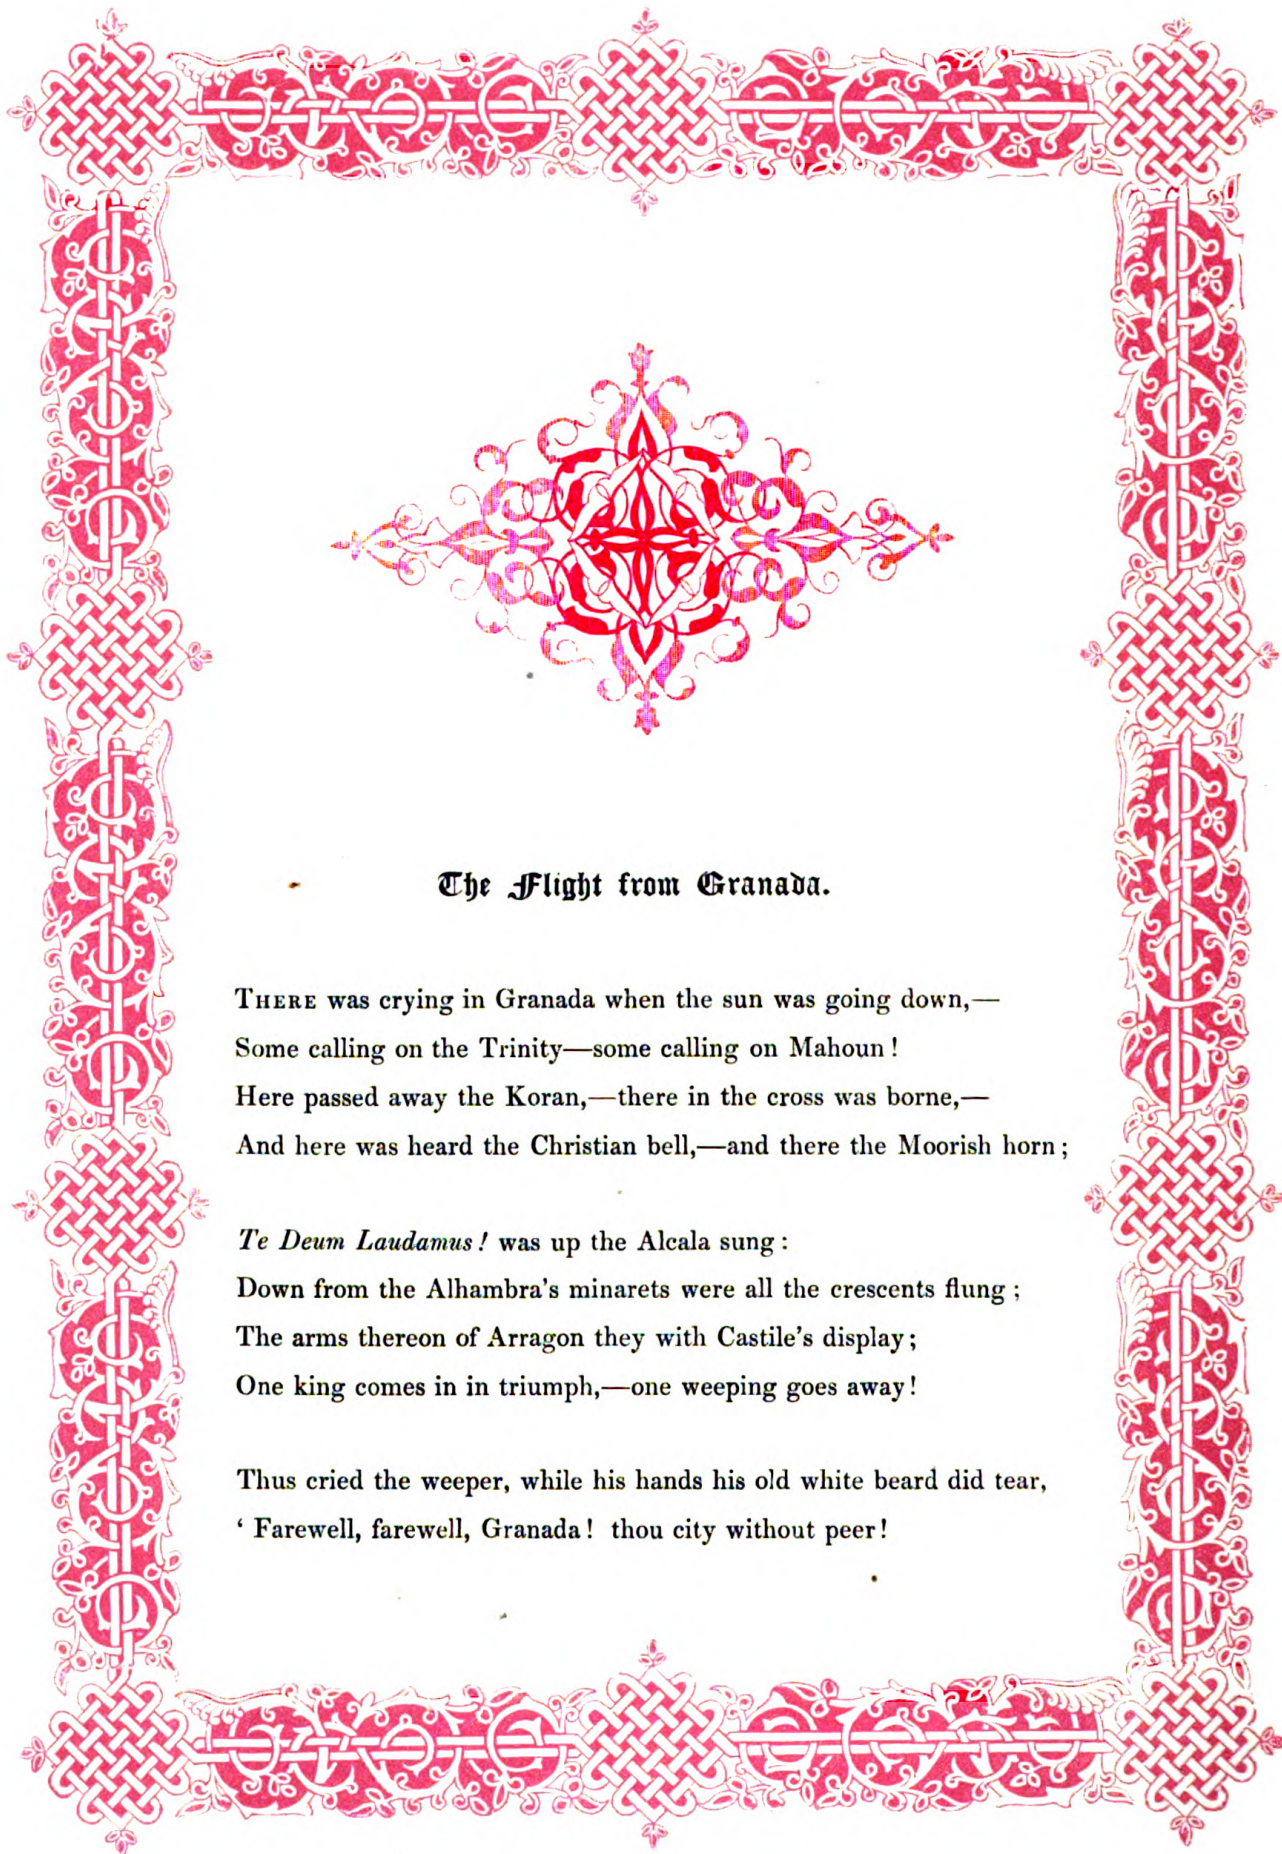 The Flight from Granada.
THERE was crying in Granada when the sun was going down,—
Some calling on the Trinity—some calling on Mahoun!
Here passed away the Koran,—there in the cross was borne,—
And here was heard the Christian bell,—and there the Moorish horn;
Te Deum Laudamus! was up the Alcala sung:
Down from the Alhambra's minarets were all the crescents flung;
The arms thereon of Arragon they with Castile's display;
One king comes in in triumph,—one weeping goes away!
Thus cried the weeper, while his hands his old white beard did tear,
‘Farewell, farewell, Granada! thou city without peer!